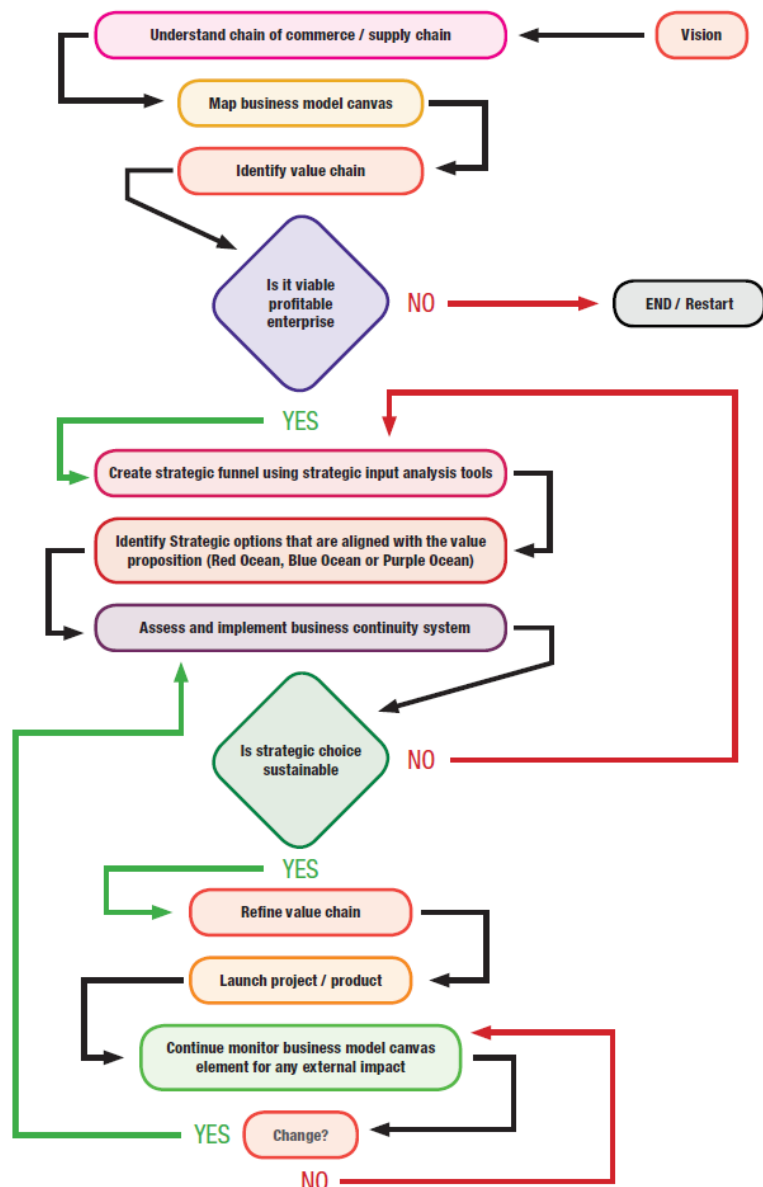 Understand chain of commerce / supply chain
Vision
Map business model canvas
Identify value chain
Is it viable
profitable
enterprise
NO
END / Restart
YES
Create strategic funnel using strategic input analysis tools
Identify Strategic options that are aligned with the value
proposition (Red Ocean, Blue Ocean or Purple Ocean)
Assess and implement business continuity system
Is strategic choice
sustainable
NO
YES
Refine value chain
Launch project / product
Continue monitor business model canvas
element for any external impact
YES
Change?
NO